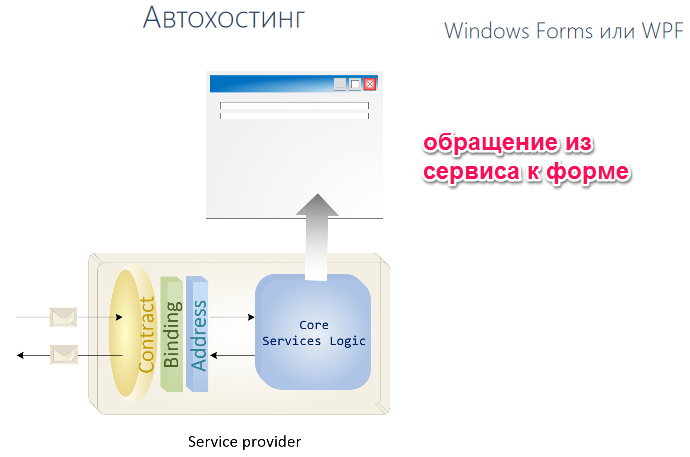 Автохостинг
Windows Forms или WPF
обращение из
сервиса к форме
Contract
Binding
Address
Core
Services Logic
Service provider